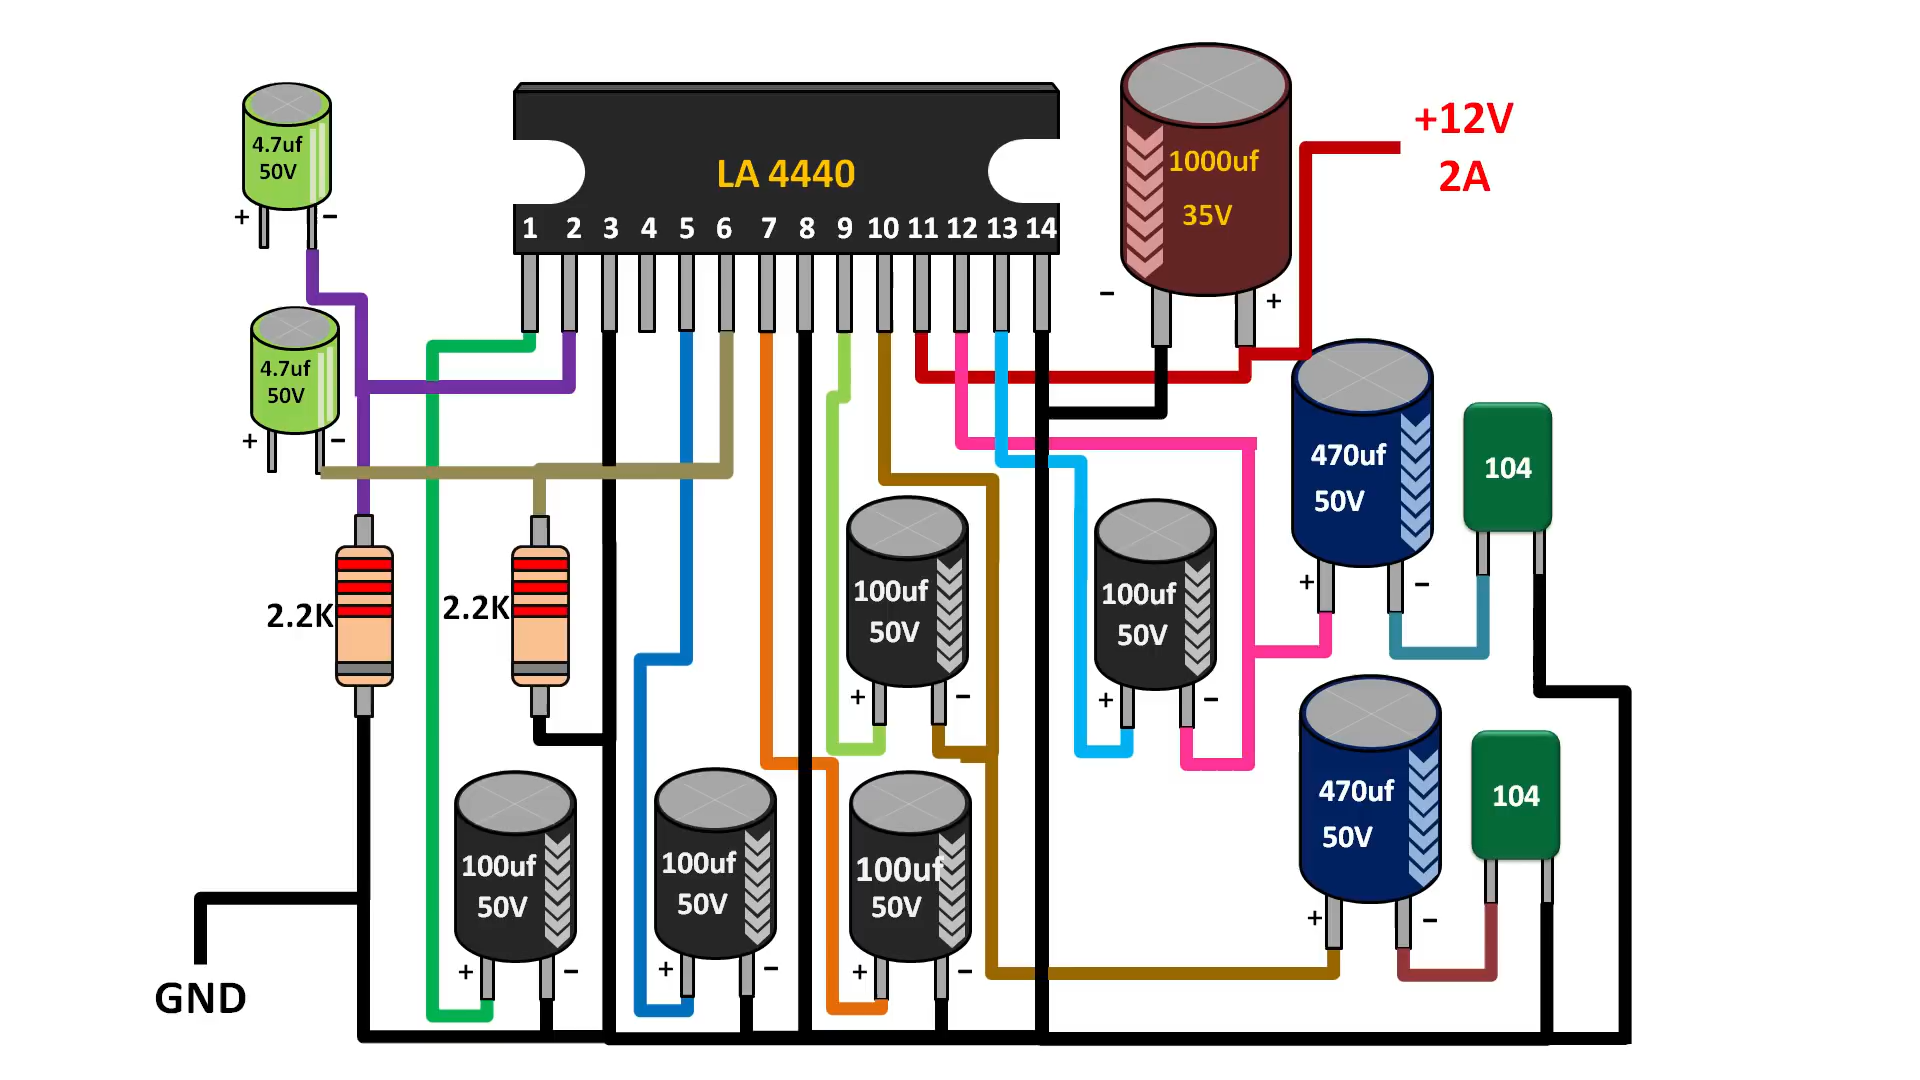 4.7uf
50V
+ −
4.7uf
50V
+ −
LA 4440
1 2 3 4 5 6 7 8 9 10 11 12 13 14
1000uf
35V
− +
+12V
2A
470uf
50V
+ −
104
2.2K
2.2K
100uf
50V
+ −
100uf
50V
+ −
470uf
50V
+ −
104
100uf
50V
+ −
100uf
50V
+ −
100uf
50V
+ −
GND